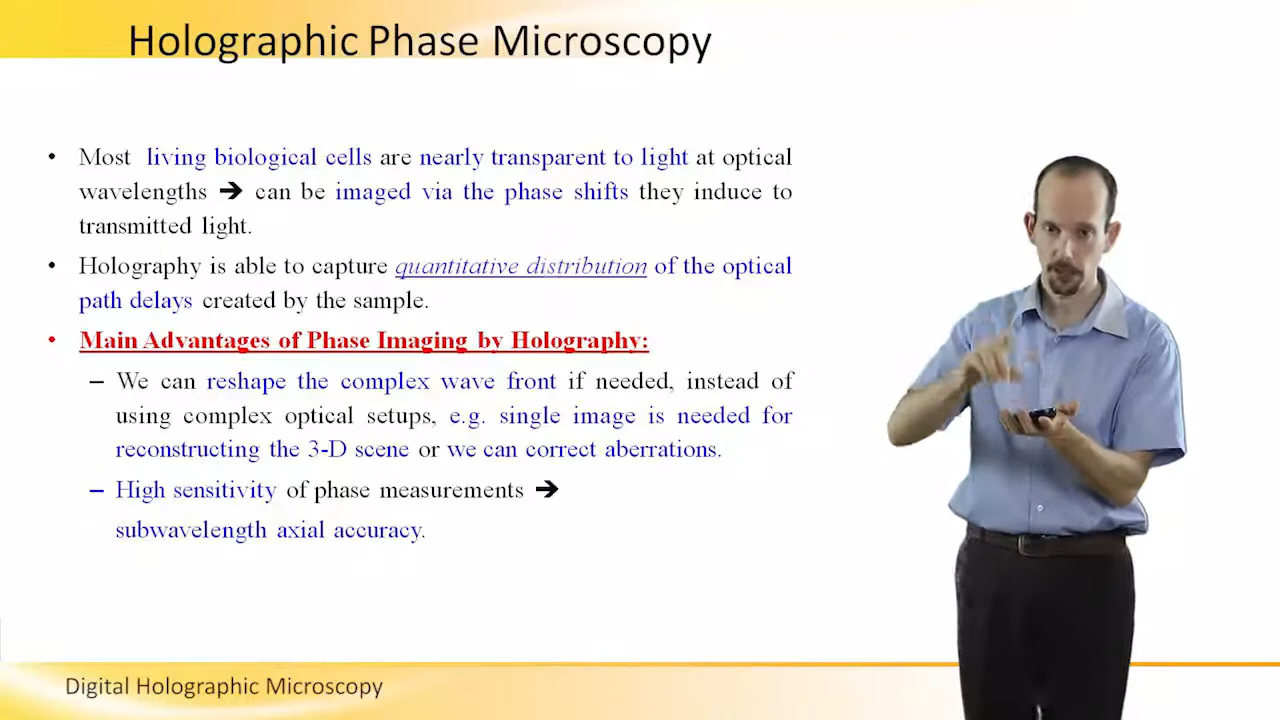 Holographic Phase Microscopy
• Most living biological cells are nearly transparent to light at optical
wavelengths ➔ can be imaged via the phase shifts they induce to
transmitted light.
• Holography is able to capture quantitative distribution of the optical
path delays created by the sample.
• Main Advantages of Phase Imaging by Holography:
– We can reshape the complex wave front if needed, instead of
using complex optical setups, e.g. single image is needed for
reconstructing the 3-D scene or we can correct aberrations.
– High sensitivity of phase measurements ➔
subwavelength axial accuracy.
Digital Holographic Microscopy